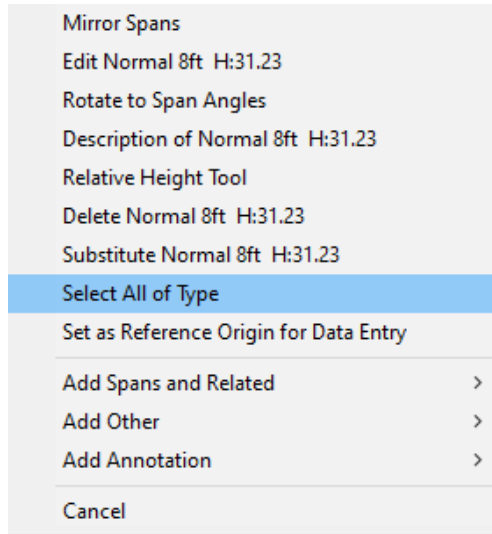 Mirror Spans
Edit Normal 8ft  H:31.23
Rotate to Span Angles
Description of Normal 8ft  H:31.23
Relative Height Tool
Delete Normal 8ft  H:31.23
Substitute Normal 8ft  H:31.23
Select All of Type
Set as Reference Origin for Data Entry
Add Spans and Related
Add Other
Add Annotation
Cancel